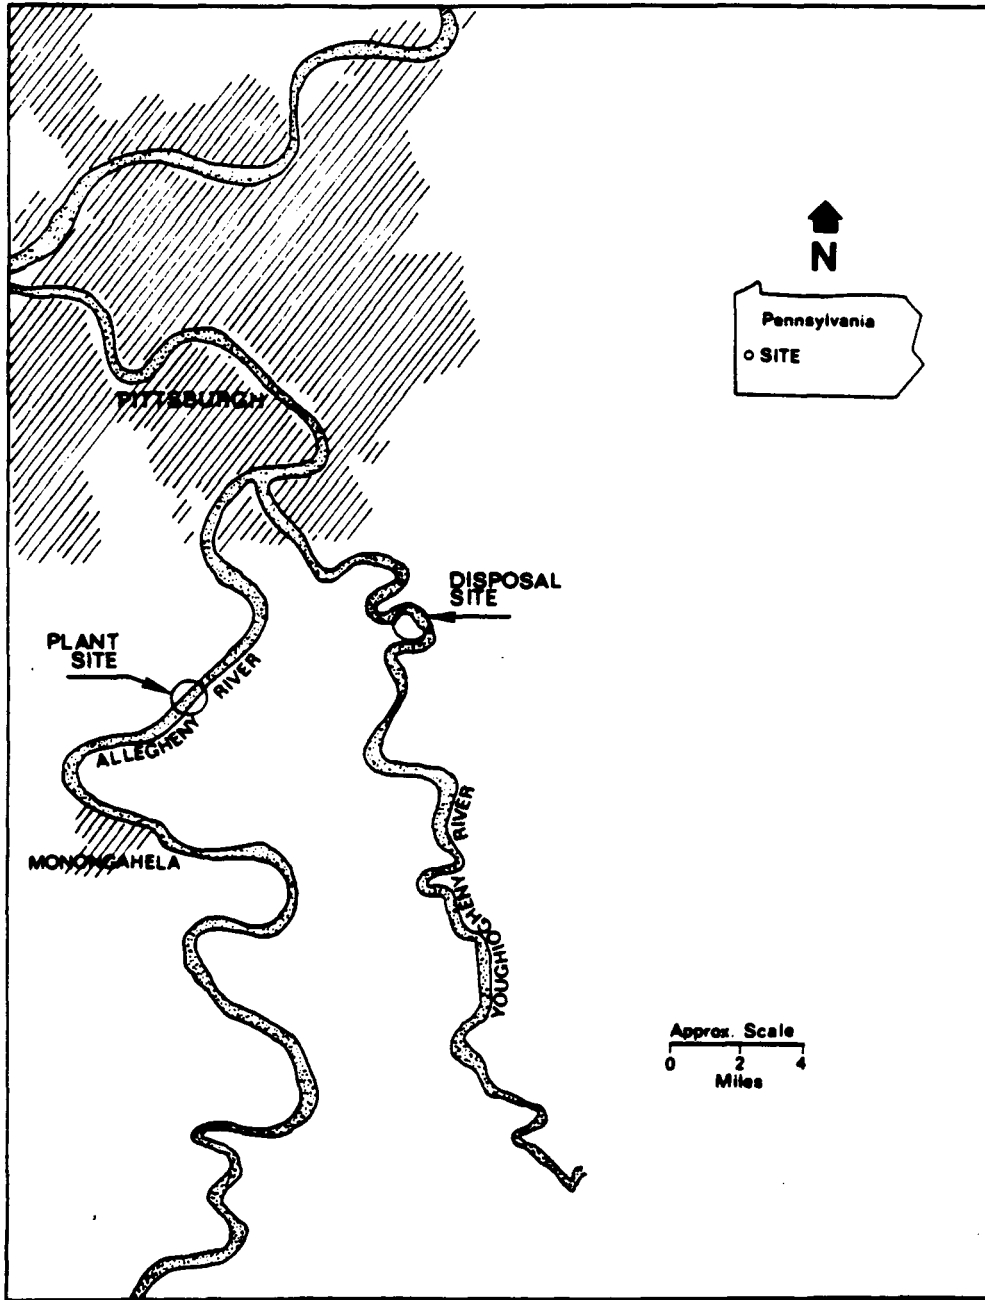 N
Pennsylvania
SITE
PITTSBURGH
DISPOSAL
SITE
PLANT
SITE
ALLEGHENY RIVER
MONONGAHELA
YOUGHIOGHENY RIVER
Approx. Scale
0 2 4
Miles